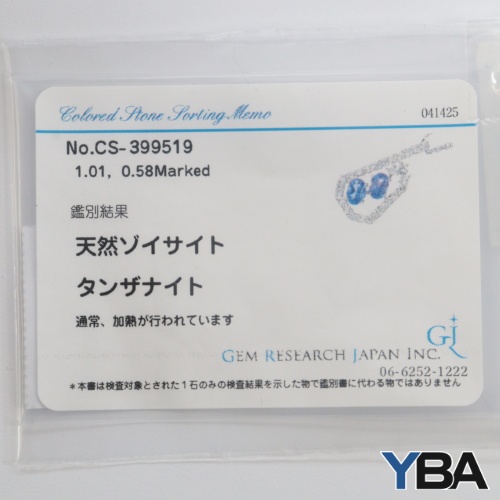 Colored Stone Sorting Memo
041425
No.CS-399519
1.01, 0.58Marked
鑑別結果
天然ゾイサイト
タンザナイト
通常、加熱が行われています
GJ
GEM RESEARCH JAPAN INC.
06-6252-1222
*本書は検査対象とされた1石のみの検査結果を示した物で鑑別書に代わる物ではありません
YBA